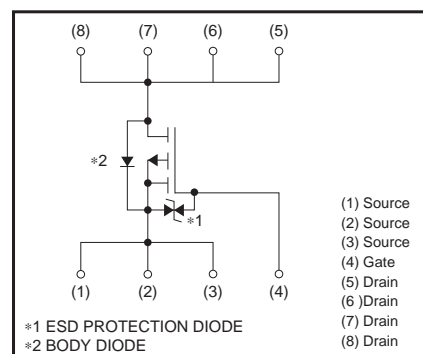 (8) (7) (6) (5)
∗2
∗1
(1) (2) (3) (4)
∗1 ESD PROTECTION DIODE
∗2 BODY DIODE
(1) Source
(2) Source
(3) Source
(4) Gate
(5) Drain
(6 )Drain
(7) Drain
(8) Drain